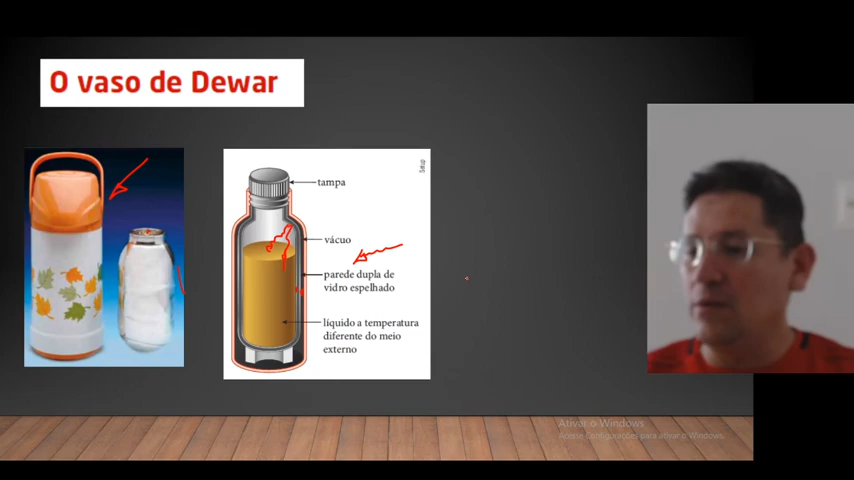 O vaso de Dewar
Setup
tampa
vácuo
parede dupla de
vidro espelhado
líquido a temperatura
diferente do meio
externo
Ativar o Windows
Acesse Configurações para ativar o Windows.